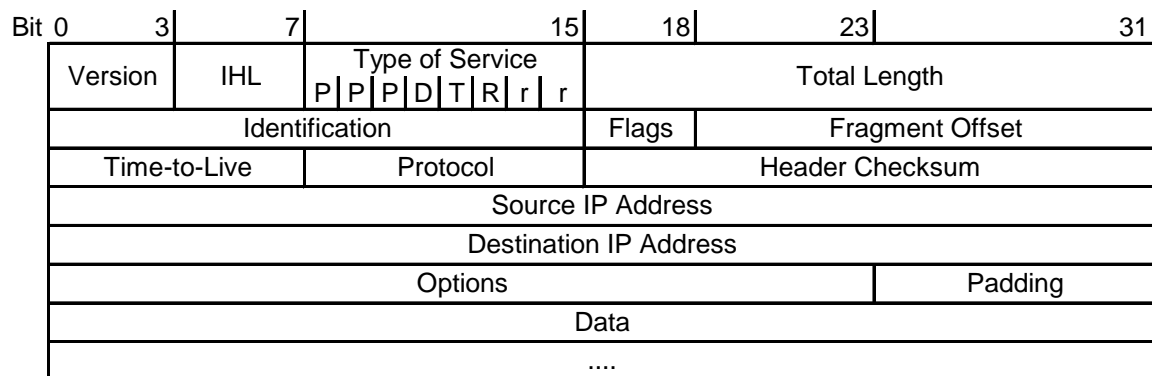 Bit 0 3 7 15 18 23 31
Version IHL Type of Service Total Length
P P P D T R r r
Identification Flags Fragment Offset
Time-to-Live Protocol Header Checksum
Source IP Address
Destination IP Address
Options Padding
Data
....